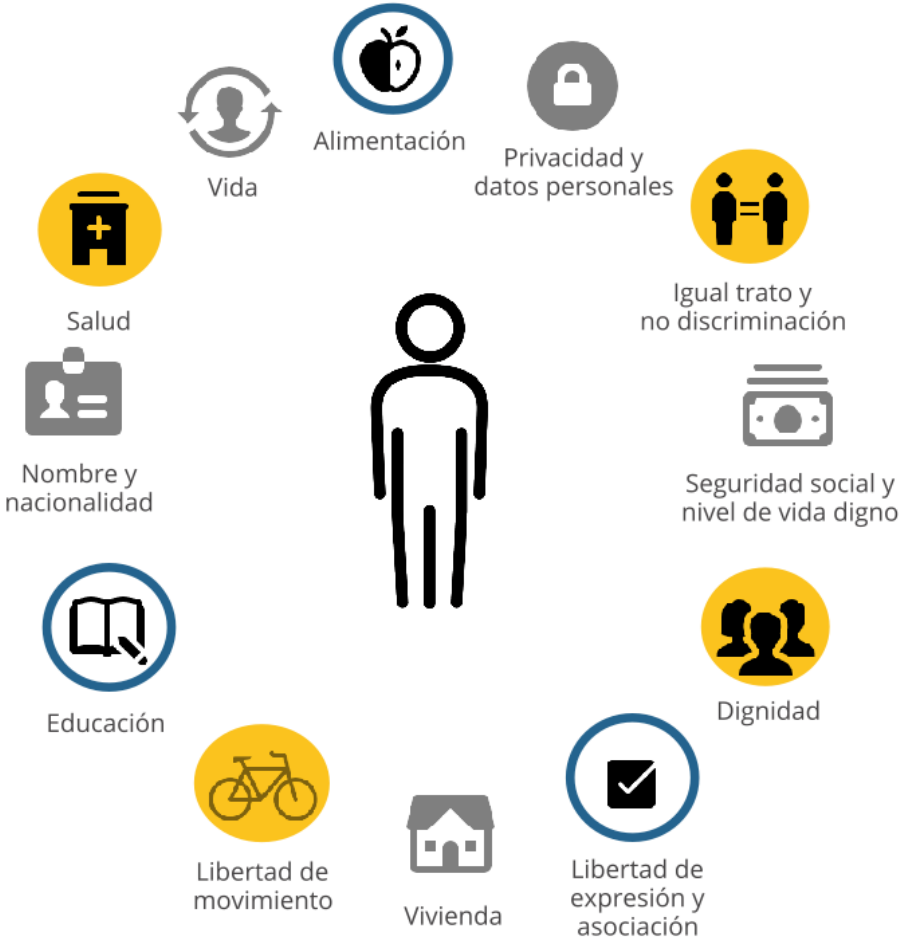 Alimentación
Privacidad y
datos personales
Vida
Igual trato y
no discriminación
Salud
Nombre y
nacionalidad
Seguridad social y
nivel de vida digno
Educación
Dignidad
Libertad de
movimiento
Vivienda
Libertad de
expresión y
asociación